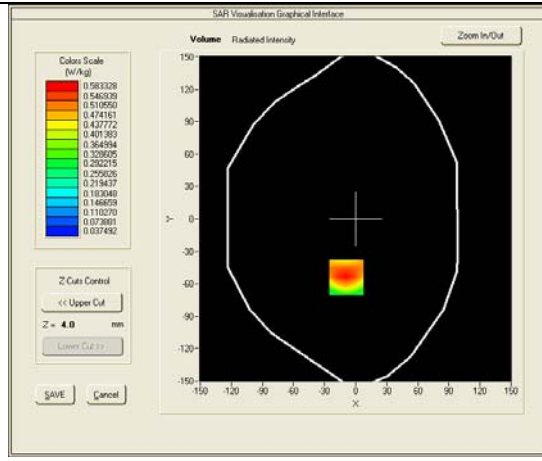 SAR Visualisation Graphical Interface
Volume Radiated Intensity
Zoom In/Out
Colors Scale
(W/kg)
0.583328
0.546939
0.510550
0.474161
0.437772
0.401383
0.364994
0.328605
0.292215
0.255826
0.219437
0.183048
0.146659
0.110270
0.073881
0.037492
Z Cuts Control
<< Upper Cut
Z = 4.0 mm
Lower Cut >>
SAVE
Cancel
150-
120-
90-
60-
30-
0-
-30-
-60-
-90-
-120-
-150-
Y
-150 -120 -90 -60 -30 0 30 60 90 120 150
X